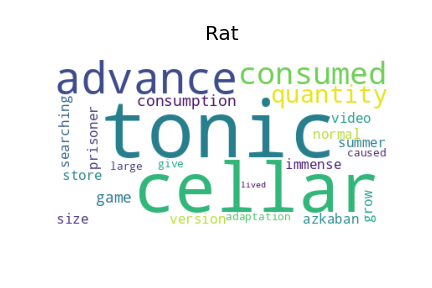 Rat
advance
consumed
quantity
consumption
tonic
searching
prisoner
video
normal
summer
caused
large
give
immense
store
cellar
lived
game
size
version
adaptation
azkaban
grow